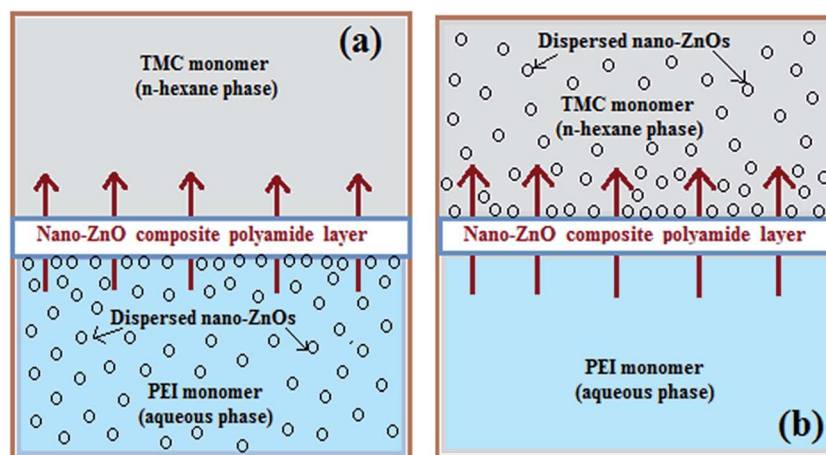 (a)
TMC monomer
(n-hexane phase)
Nano-ZnO composite polyamide layer
Dispersed nano-ZnOs
PEI monomer
(aqueous phase)
Dispersed nano-ZnOs
TMC monomer
(n-hexane phase)
Nano-ZnO composite polyamide layer
PEI monomer
(aqueous phase)
(b)